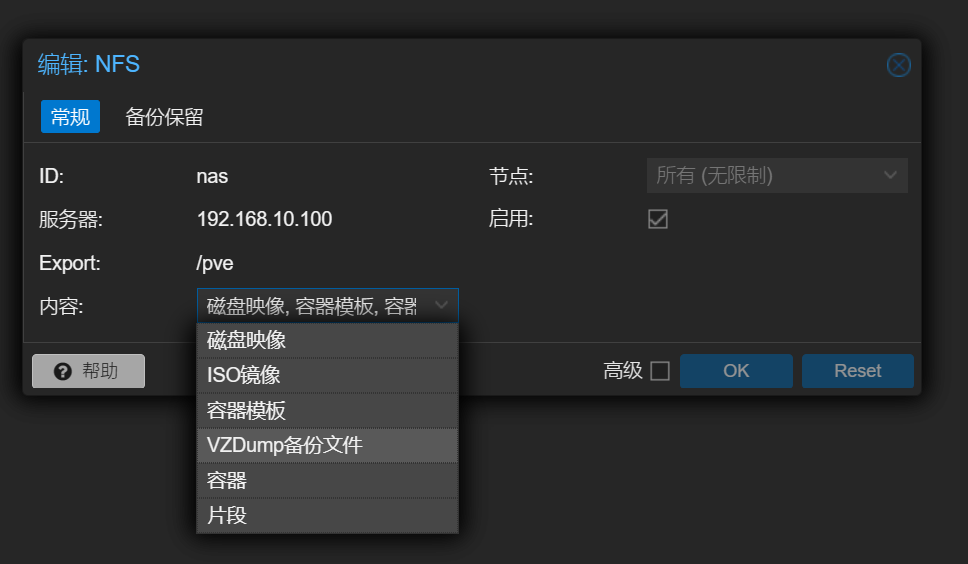 编辑: NFS
常规 备份保留
ID: nas 节点: 所有 (无限制)
服务器: 192.168.10.100 启用:
Export: /pve
内容: 磁盘映像, 容器模板, 容器
磁盘映像
ISO镜像
容器模板
VZDump备份文件
容器
片段
帮助 高级 OK Reset